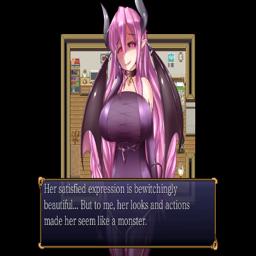 Her satisfied expression is bewitchingly
beautiful... But to me, her looks and actions
made her seem like a monster.